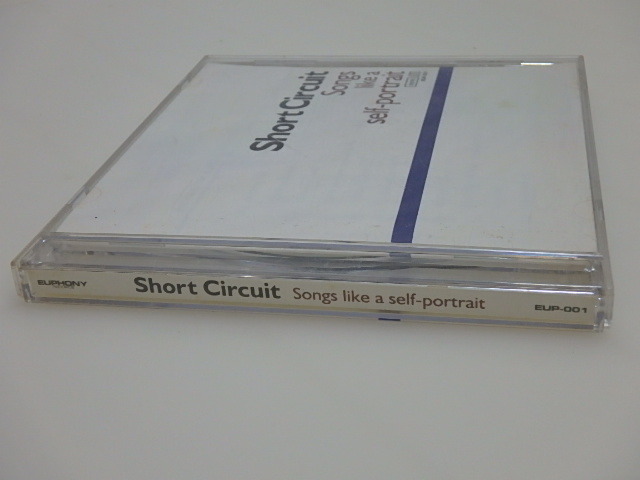 Short Circuit
Songs
like a
self-portrait
EUPHONY
Short Circuit Songs like a self-portrait
EUP-001